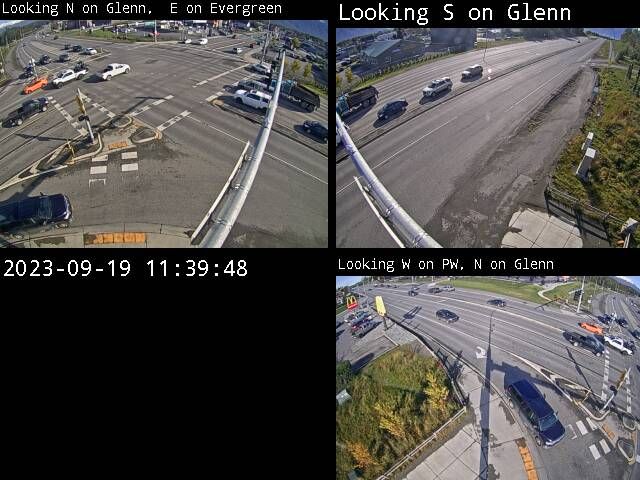 Looking N on Glenn,  E on Evergreen
Looking S on Glenn
2023-09-19 11:39:48
Looking W on PW, N on Glenn